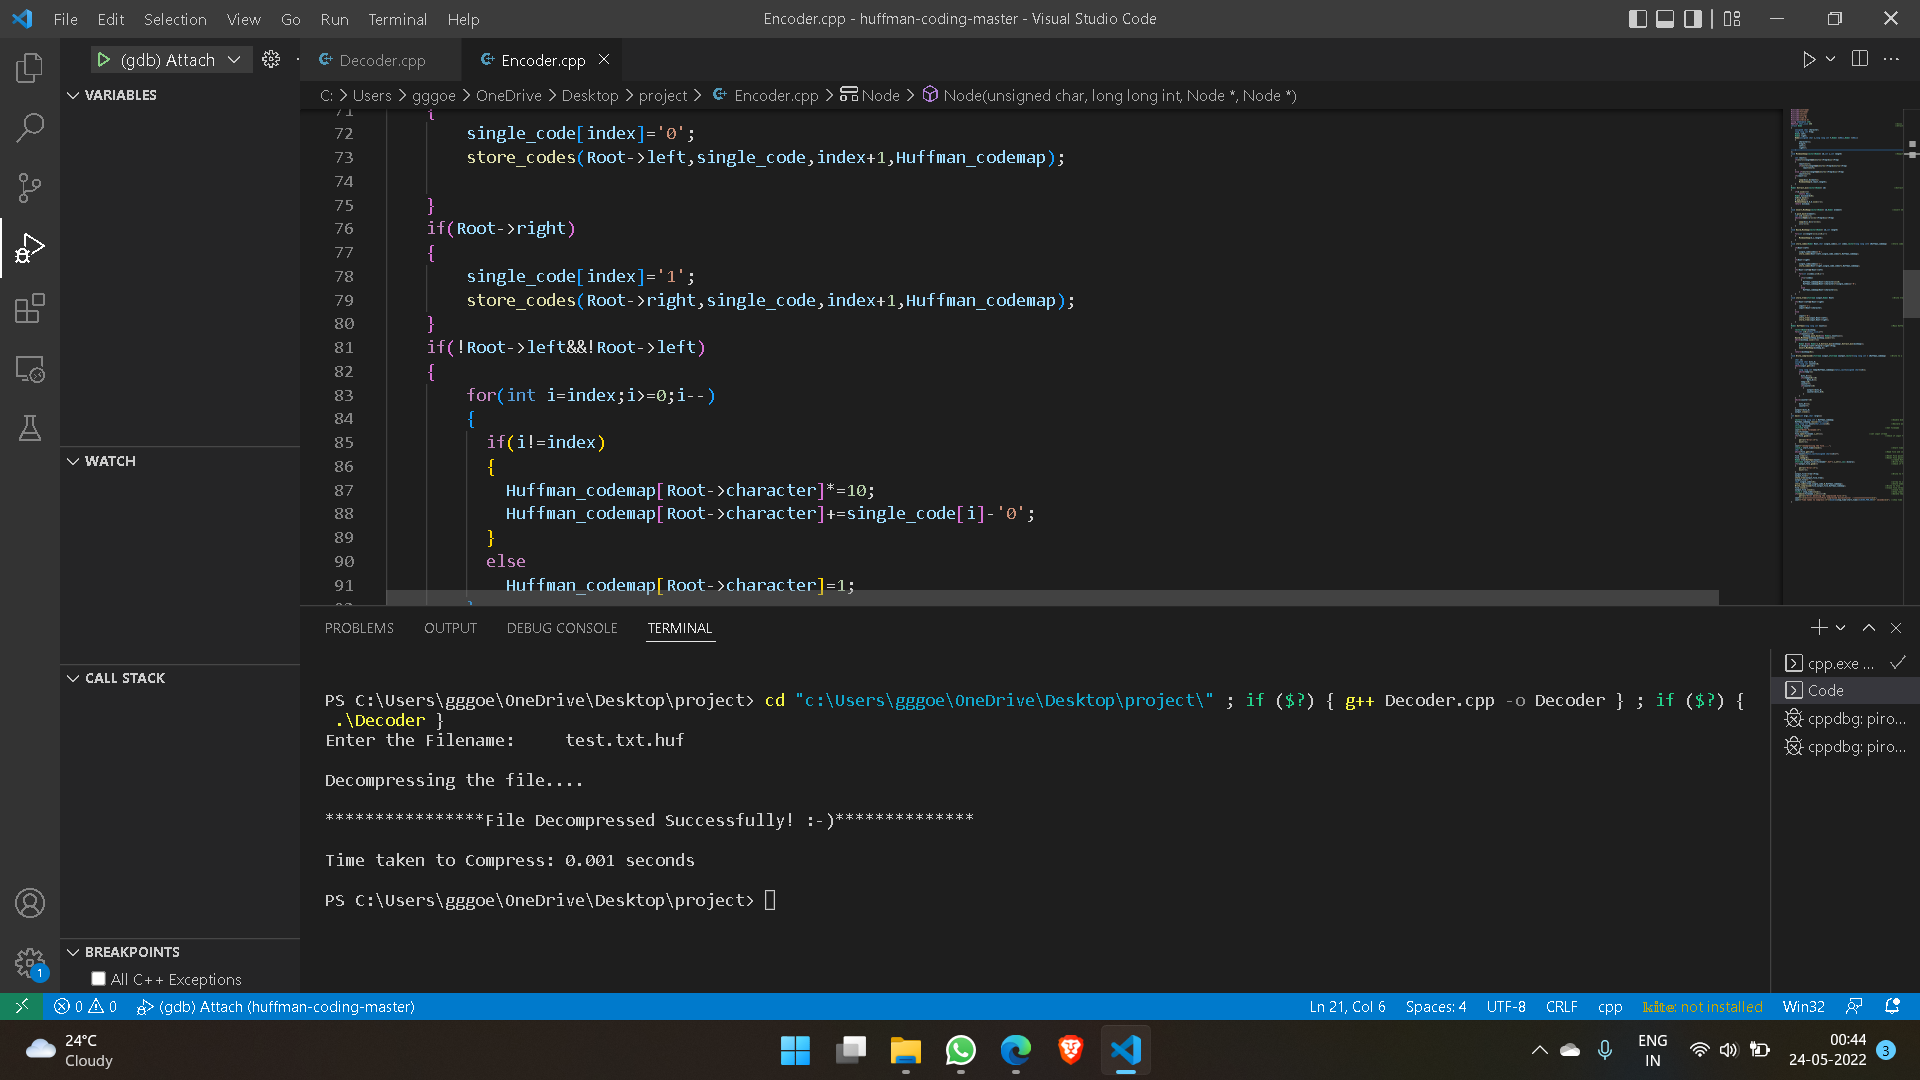 File Edit Selection View Go Run Terminal Help
Encoder.cpp - huffman-coding-master - Visual Studio Code
(gdb) Attach
Decoder.cpp
Encoder.cpp
VARIABLES
C: > Users > gggoe > OneDrive > Desktop > project > Encoder.cpp > Node > Node(unsigned char, long long int, Node *, Node *)
71 {
72 single_code[index]='0';
73 store_codes(Root->left,single_code,index+1,Huffman_codemap);
74
75 }
76 if(Root->right)
77 {
78 single_code[index]='1';
79 store_codes(Root->right,single_code,index+1,Huffman_codemap);
80 }
81 if(!Root->left&&!Root->left)
82 {
83 for(int i=index;i>=0;i--)
84 {
85 if(i!=index)
86 {
87 Huffman_codemap[Root->character]*=10;
88 Huffman_codemap[Root->character]+=single_code[i]-'0';
89 }
90 else
91 Huffman_codemap[Root->character]=1;
WATCH
CALL STACK
BREAKPOINTS
All C++ Exceptions
PROBLEMS OUTPUT DEBUG CONSOLE TERMINAL
PS C:\Users\gggoe\OneDrive\Desktop\project> cd "c:\Users\gggoe\OneDrive\Desktop\project\" ; if ($?) { g++ Decoder.cpp -o Decoder } ; if ($?) {
.\Decoder }
Enter the Filename: test.txt.huf
Decompressing the file....
****************File Decompressed Successfully! :-)**************
Time taken to Compress: 0.001 seconds
PS C:\Users\gggoe\OneDrive\Desktop\project>
cpp.exe ...
Code
cppdbg: piro...
cppdbg: piro...
1
0 0 (gdb) Attach (huffman-coding-master)
Ln 21, Col 6 Spaces: 4 UTF-8 CRLF cpp kite: not installed Win32
24°C
Cloudy
ENG
IN
00:44
24-05-2022
3